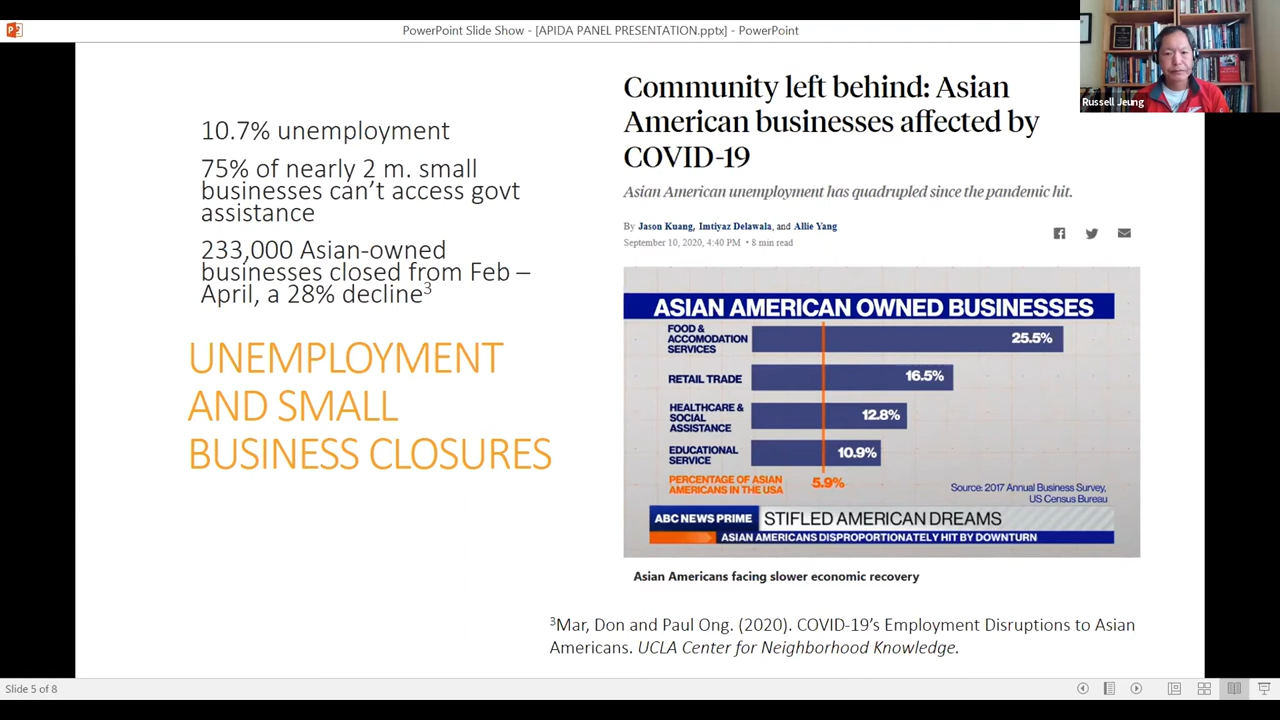 PowerPoint Slide Show - [APIDA PANEL PRESENTATION.pptx] - PowerPoint
Russell Jeung
10.7% unemployment
75% of nearly 2 m. small
businesses can't access govt
assistance
233,000 Asian-owned
businesses closed from Feb –
April, a 28% decline³
UNEMPLOYMENT
AND SMALL
BUSINESS CLOSURES
Community left behind: Asian
American businesses affected by
COVID-19
Asian American unemployment has quadrupled since the pandemic hit.
By Jason Kuang, Imtiyaz Delawala, and Allie Yang
September 10, 2020, 4:40 PM • 8 min read
ASIAN AMERICAN OWNED BUSINESSES
FOOD &
ACCOMODATION
SERVICES
25.5%
RETAIL TRADE
16.5%
HEALTHCARE &
SOCIAL
ASSISTANCE
12.8%
EDUCATIONAL
SERVICE
10.9%
PERCENTAGE OF ASIAN
AMERICANS IN THE USA
5.9%
Source: 2017 Annual Business Survey,
US Census Bureau
ABC NEWS PRIME
STIFLED AMERICAN DREAMS
ASIAN AMERICANS DISPROPORTIONATELY HIT BY DOWNTURN
Asian Americans facing slower economic recovery
³Mar, Don and Paul Ong. (2020). COVID-19's Employment Disruptions to Asian
Americans. UCLA Center for Neighborhood Knowledge.
Slide 5 of 8